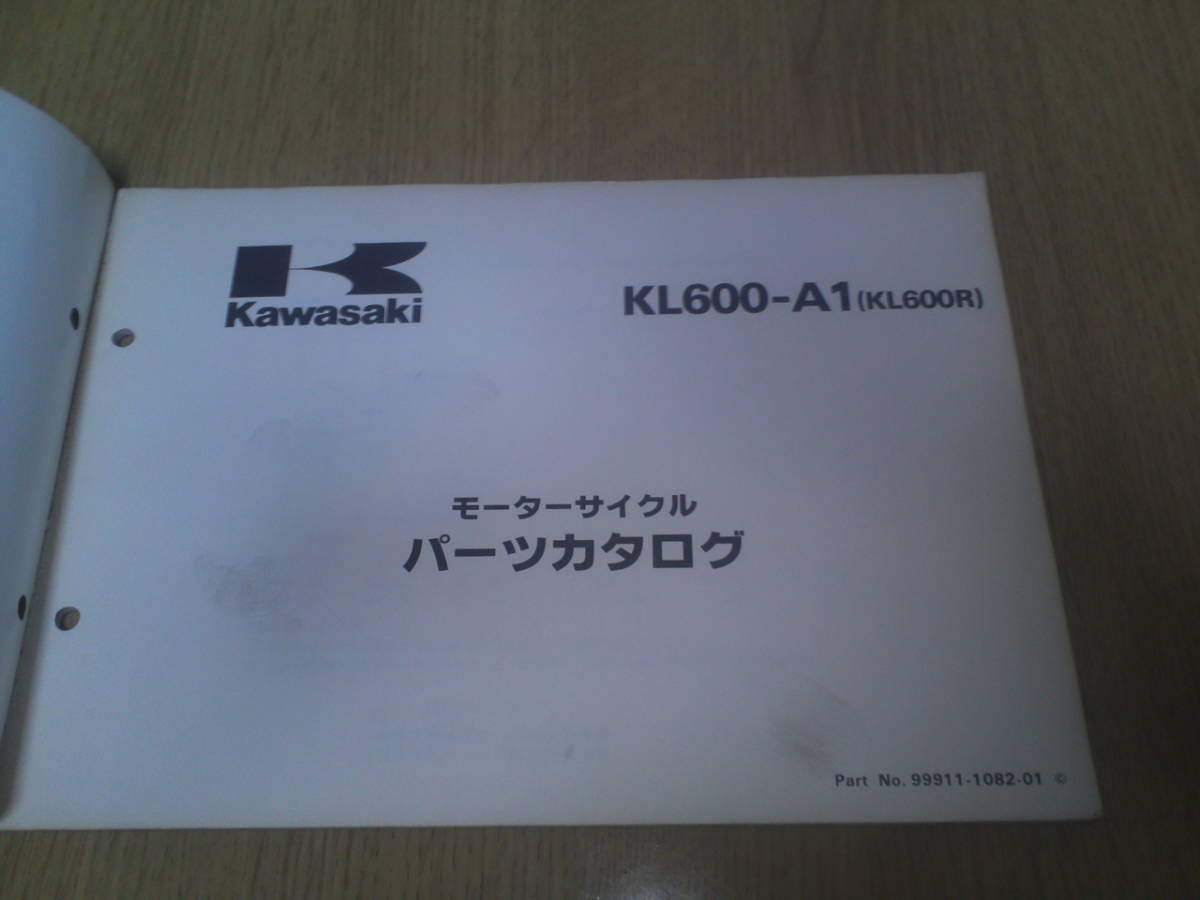 Kawasaki
KL600-A1(KL600R)
モーターサイクル
パーツカタログ
Part No. 99911-1082-01 ©